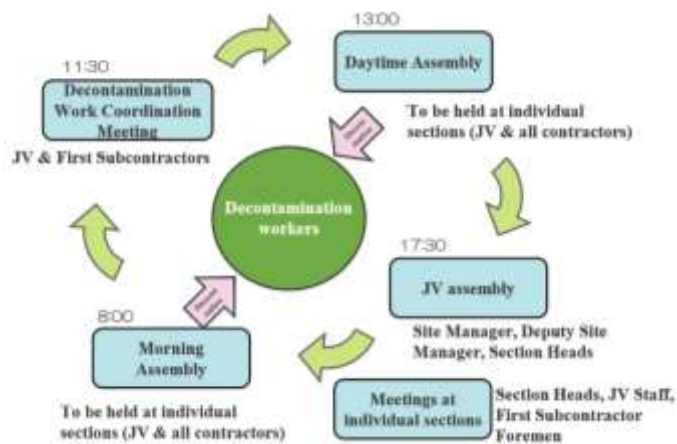 13:00
Daytime Assembly
To be held at individual
sections (JV & all contractors)
11:30
Decontamination
Work Coordination
Meeting
JV & First Subcontractors
Decontamination
workers
17:30
JV assembly
Site Manager, Deputy Site
Manager, Section Heads
8:00
Morning
Assembly
To be held at individual
sections (JV & all contractors)
Meetings at
individual sections
Section Heads, JV Staff,
First Subcontractor
Foremen